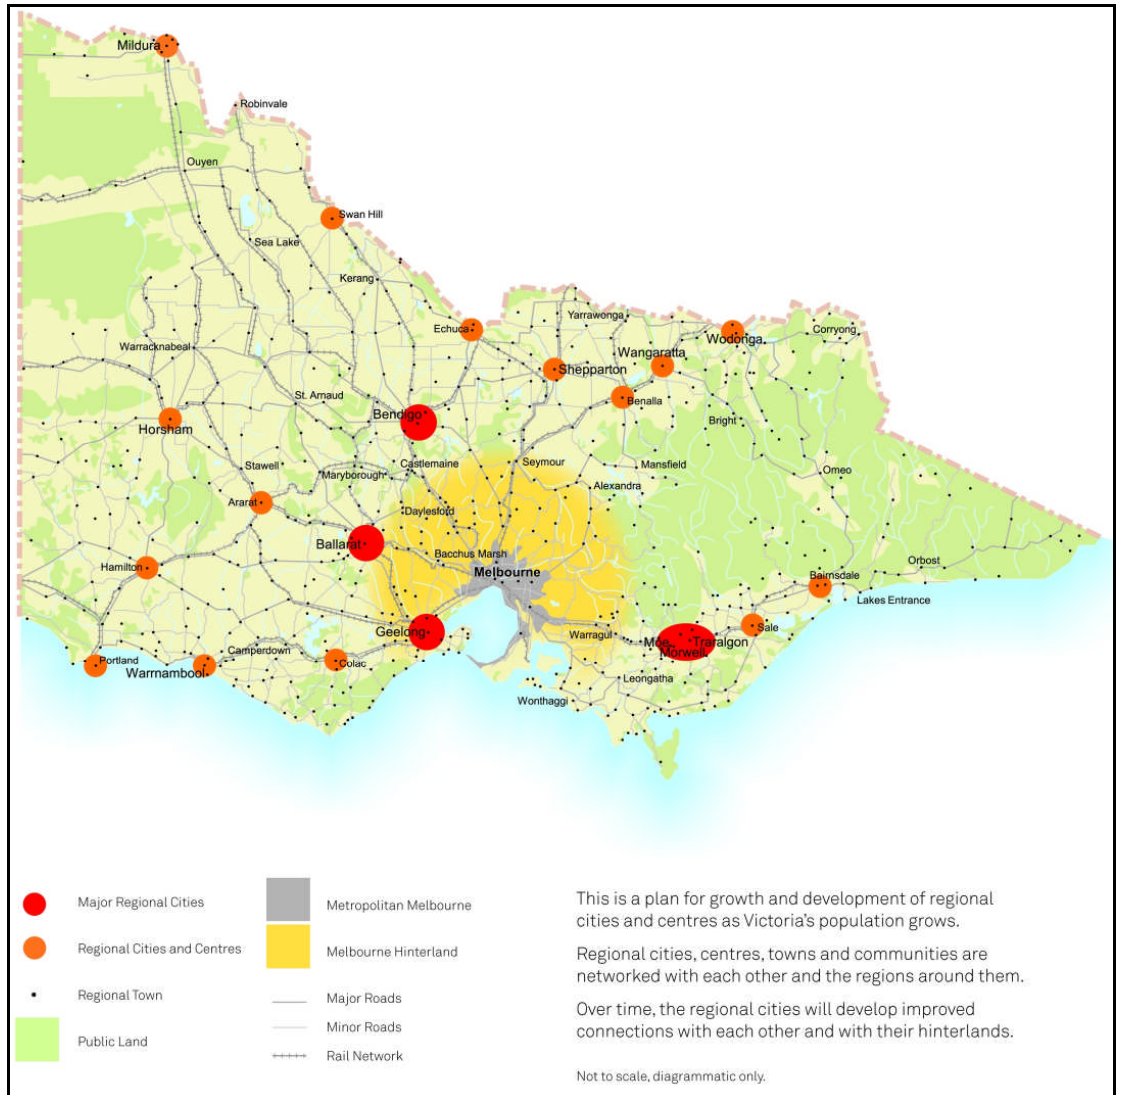 Mildura
Robinvale
Ouyen
Swan Hill
Sea Lake
Kerang
Echuca
Yarrawonga
Wodonga
Corryong
Warracknabeal
Wangaratta
Shepparton
St. Arnaud
Benalla
Bendigo
Bright
Horsham
Stawell
Castlemaine
Seymour
Mansfield
Maryborough
Omeo
Alexandra
Ararat
Daylesford
Ballarat
Bacchus Marsh
Hamilton
Melbourne
Orbost
Bairnsdale
Lakes Entrance
Geelong
Warragul
Sale
Moe
Traralgon
Morwell
Camperdown
Portland
Colac
Warrnambool
Leongatha
Wonthaggi
Major Regional Cities
Regional Cities and Centres
Regional Town
Public Land
Metropolitan Melbourne
Melbourne Hinterland
Major Roads
Minor Roads
Rail Network
This is a plan for growth and development of regional
cities and centres as Victoria's population grows.
Regional cities, centres, towns and communities are
networked with each other and the regions around them.
Over time, the regional cities will develop improved
connections with each other and with their hinterlands.
Not to scale, diagrammatic only.